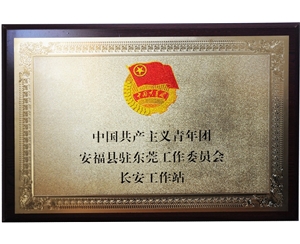 中国共产主义青年团
安福县驻东莞工作委员会
长安工作站